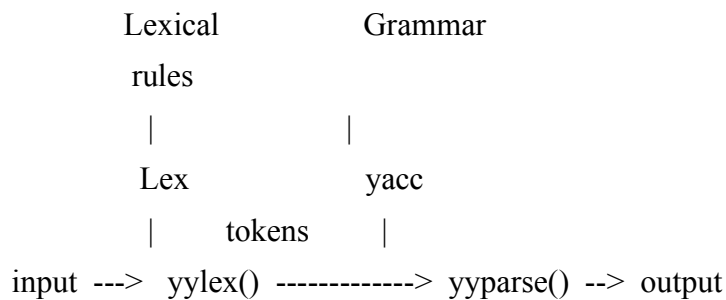 Lexical Grammar
rules
| |
Lex yacc
| tokens |
input ---> yylex() -------------> yyparse() --> output